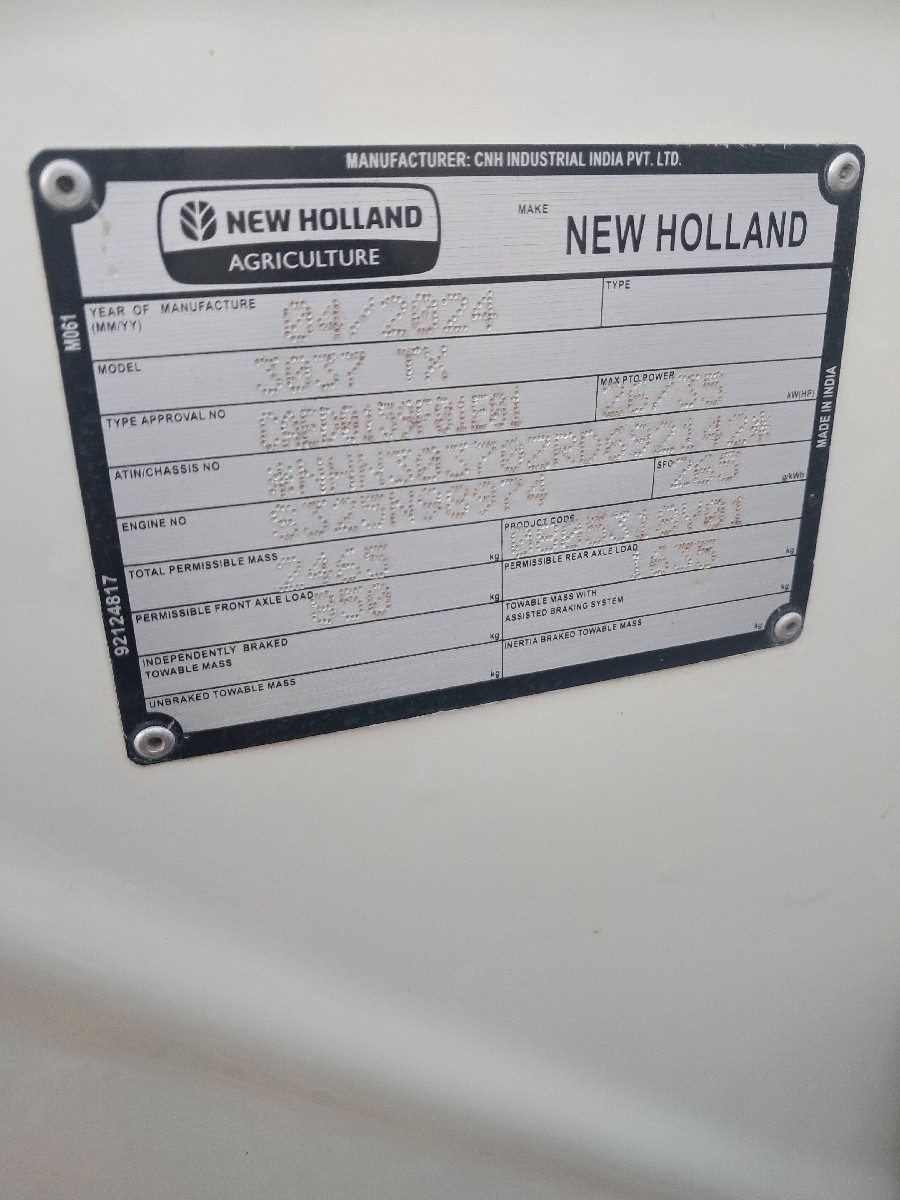 MANUFACTURER: CNH INDUSTRIAL INDIA PVT. LTD.
NEW HOLLAND
AGRICULTURE
MAKE
NEW HOLLAND
YEAR OF MANUFACTURE
(MM/YY)
04/2024
TYPE
MODEL
3037 TX
TYPE APPROVAL NO
MAX PTO POWER
26/35
kW(HP)
ATIN/CHASSIS NO
ENGINE NO
S325N98974
SFC
265
g/kWh
TOTAL PERMISSIBLE MASS
2465
kg
PRODUCT CODE
PERMISSIBLE FRONT AXLE LOAD
850
kg
PERMISSIBLE REAR AXLE LOAD
1635
kg
INDEPENDENTLY BRAKED
TOWABLE MASS
kg
TOWABLE MASS WITH
ASSISTED BRAKING SYSTEM
kg
UNBRAKED TOWABLE MASS
kg
INERTIA BRAKED TOWABLE MASS
kg
M061
92124817
MADE IN INDIA